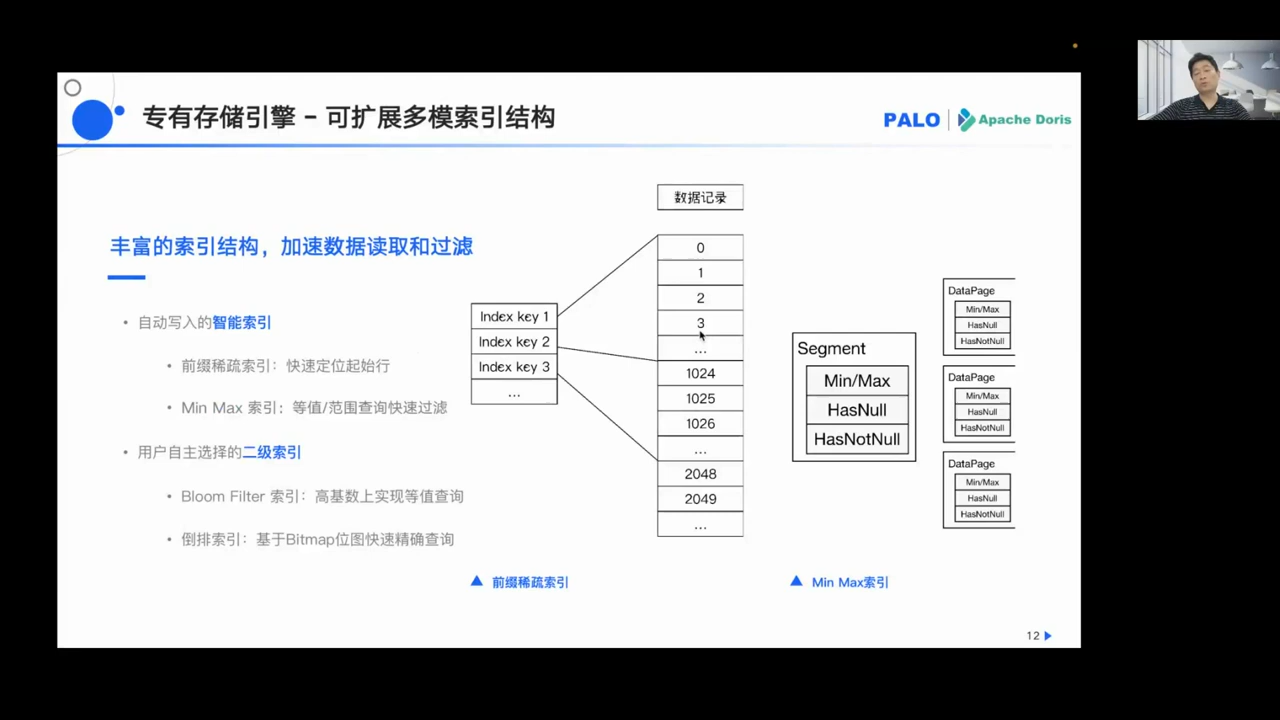 专有存储引擎 – 可扩展多模索引结构
PALO
Apache Doris
丰富的索引结构，加速数据读取和过滤
• 自动写入的智能索引
• 前缀稀疏索引：快速定位起始行
• Min Max 索引：等值/范围查询快速过滤
• 用户自主选择的二级索引
• Bloom Filter 索引：高基数上实现等值查询
• 倒排索引：基于Bitmap位图快速精确查询
Index key 1
Index key 2
Index key 3
...
数据记录
0
1
2
3
...
1024
1025
1026
...
2048
2049
...
▲ 前缀稀疏索引
Segment
Min/Max
HasNull
HasNotNull
DataPage
Min/Max
HasNull
HasNotNull
DataPage
Min/Max
HasNull
HasNotNull
DataPage
Min/Max
HasNull
HasNotNull
▲ Min Max索引
12